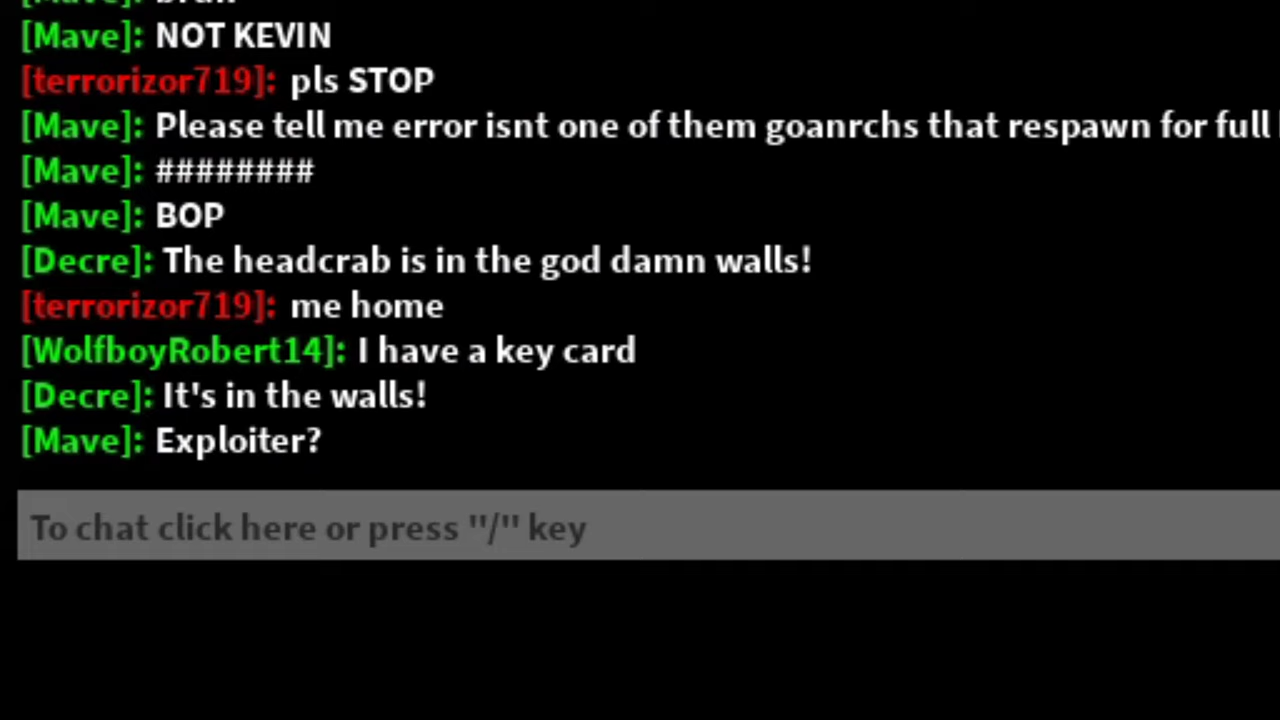 [Mave]: bruh
[Mave]: NOT KEVIN
[terrorizor719]: pls STOP
[Mave]: Please tell me error isnt one of them goanrchs that respawn for full
[Mave]: ########
[Mave]: BOP
[Decre]: The headcrab is in the god damn walls!
[terrorizor719]: me home
[WolfboyRobert14]: I have a key card
[Decre]: It's in the walls!
[Mave]: Exploiter?
To chat click here or press "/" key